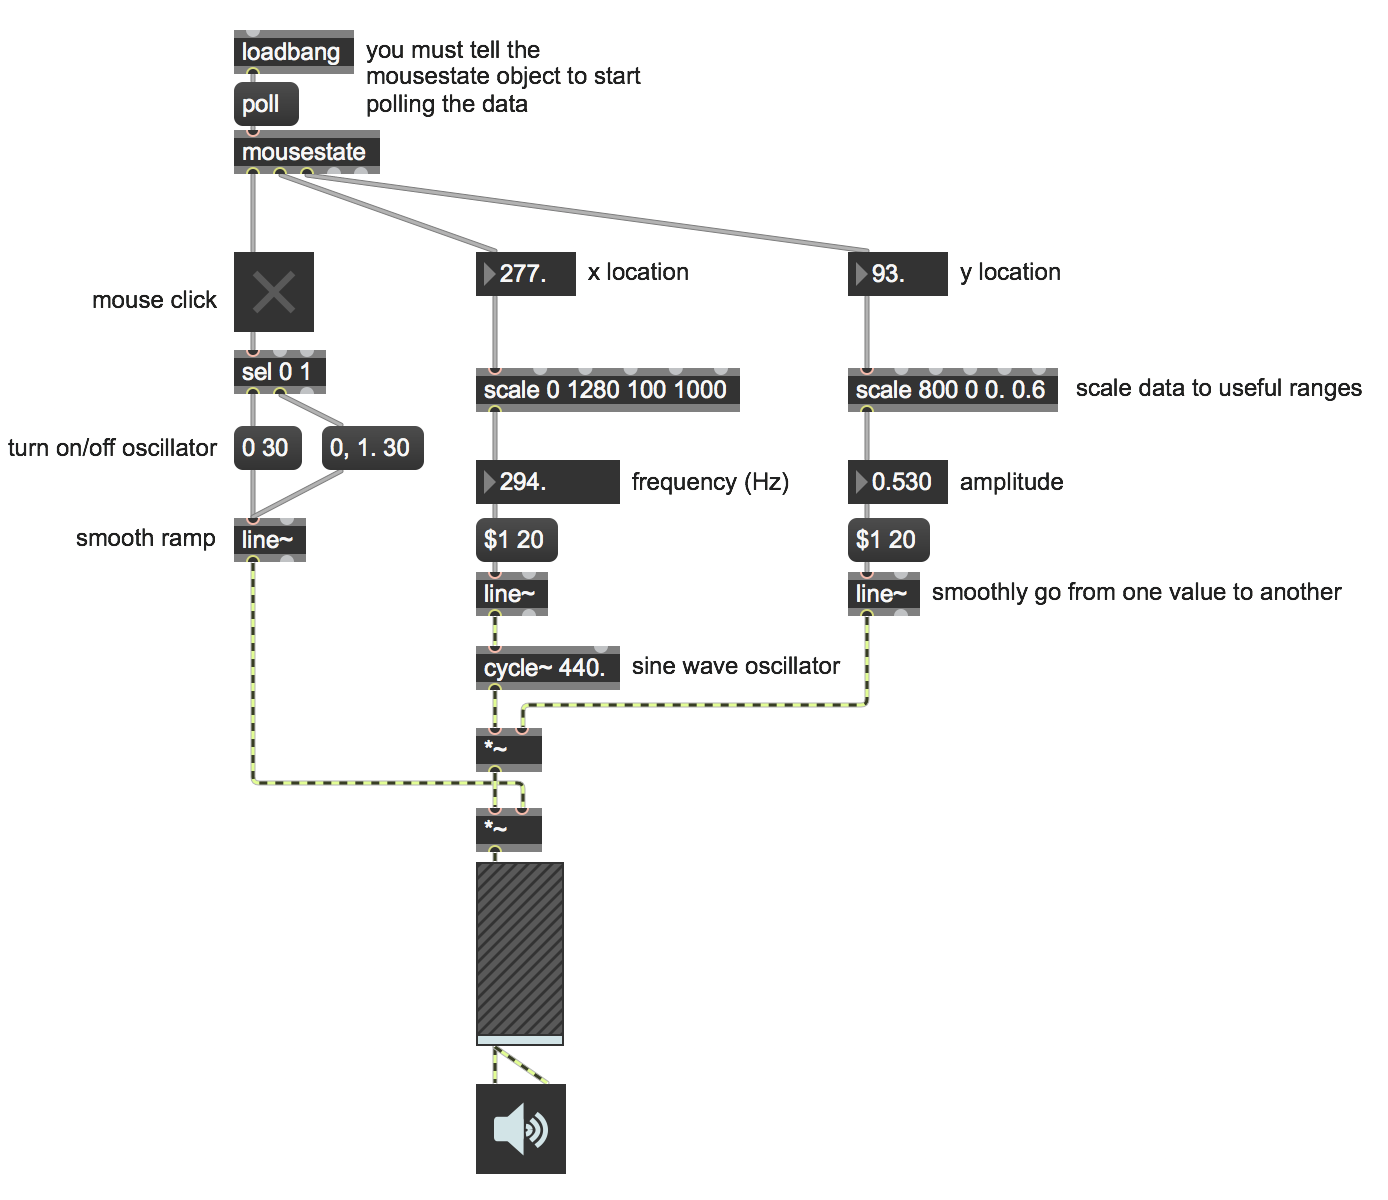 loadbang
you must tell the
mousestate object to start
polling the data
poll
mousestate
mouse click
277.
x location
93.
y location
sel 0 1
scale 0 1280 100 1000
scale 800 0 0. 0.6
scale data to useful ranges
turn on/off oscillator
0 30
0, 1. 30
294.
frequency (Hz)
0.530
amplitude
smooth ramp
line~
$1 20
$1 20
line~
line~
smoothly go from one value to another
cycle~ 440.
sine wave oscillator
*~
*~